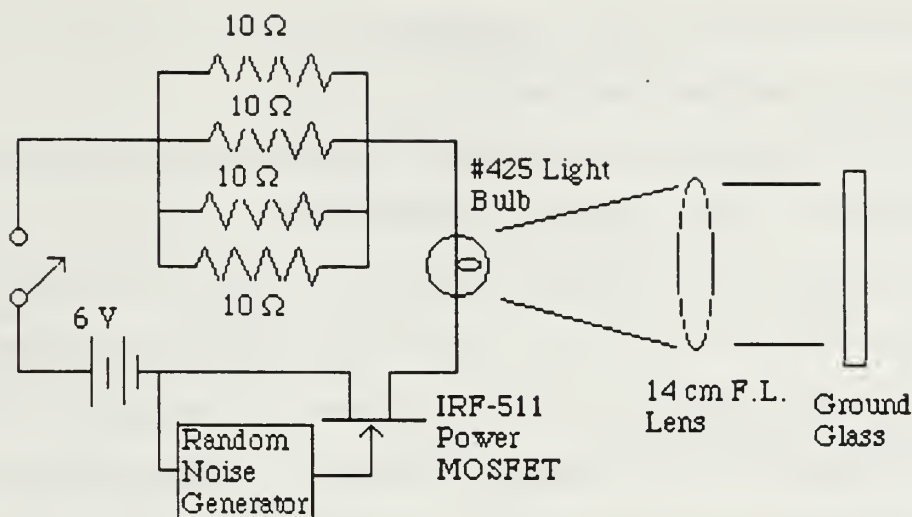 10 Ω
10 Ω
10 Ω
10 Ω
#425 Light
Bulb
6 V
IRF-511
Power
MOSFET
Random
Noise
Generator
14 cm F.L.
Lens
Ground
Glass